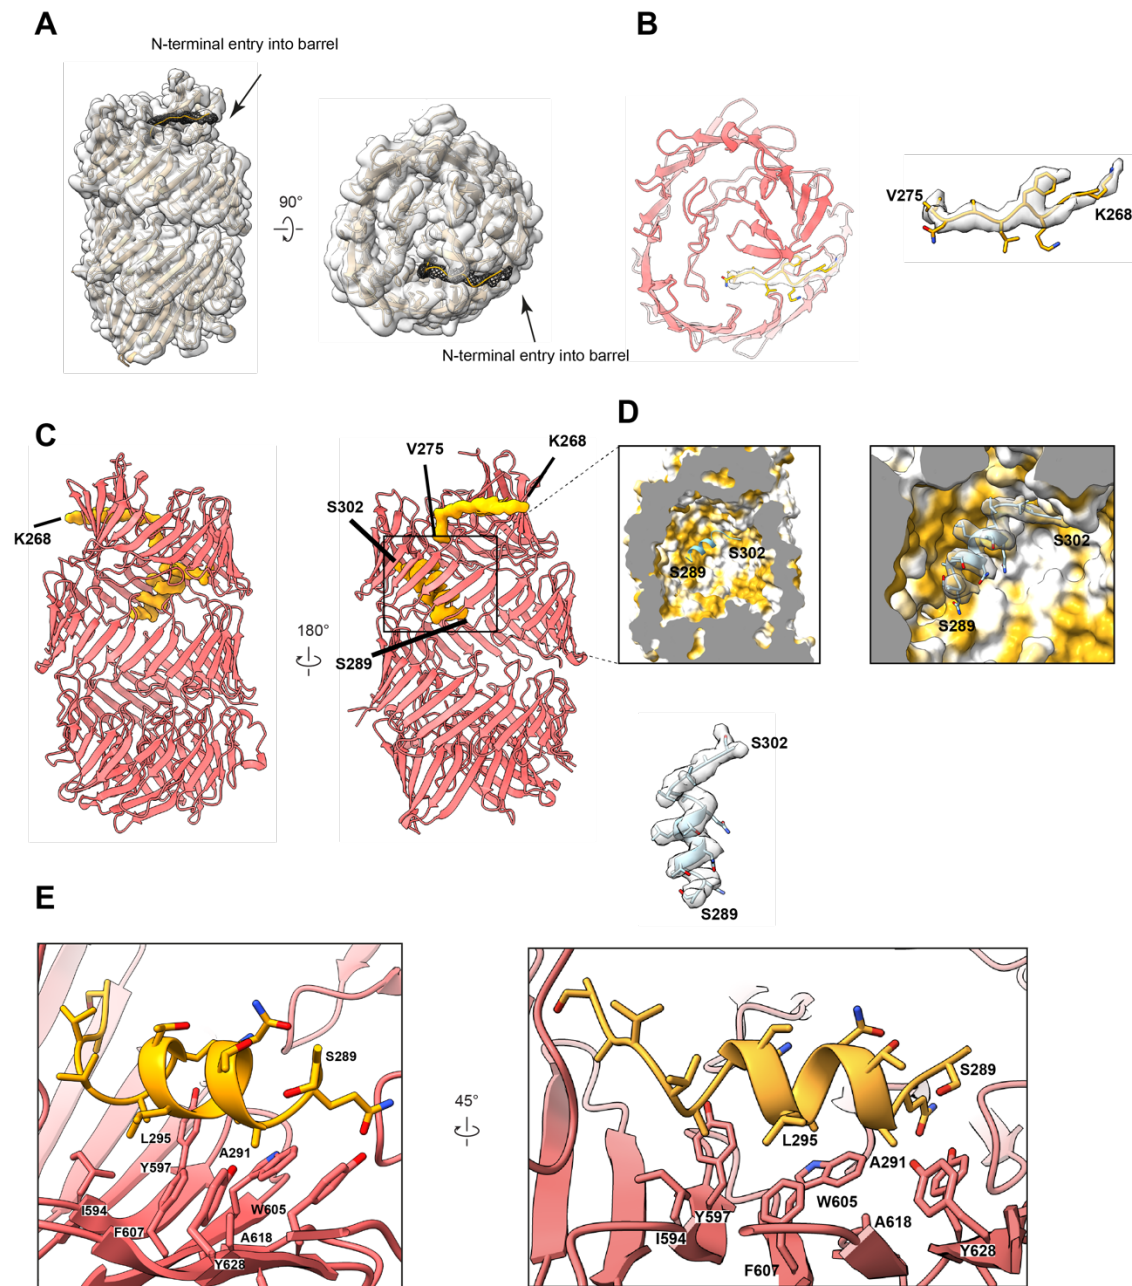 A
B
N-terminal entry into barrel
90°
V275
K268
N-terminal entry into barrel
C
D
V275
K268
S302
K268
S302
S289
S302
180°
S289
S289
S302
S289
E
S289
L295
A291
Y597
I594
W605
F607
A618
Y628
45°
S289
L295
A291
W605
Y597
I594
A618
Y628
F607